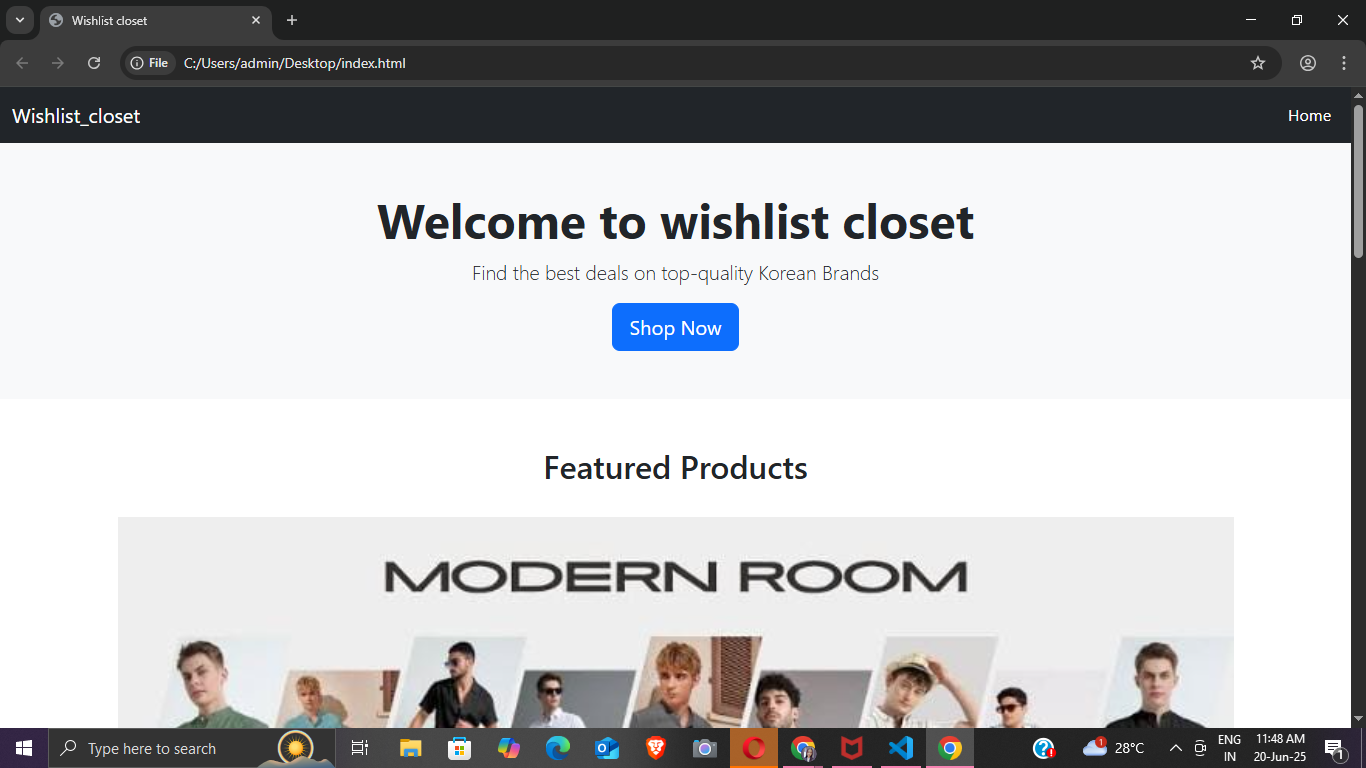 Wishlist closet
File
C:/Users/admin/Desktop/index.html
Wishlist_closet
Home
Welcome to wishlist closet
Find the best deals on top-quality Korean Brands
Shop Now
Featured Products
MODERN ROOM
Type here to search
1
28°C
ENG
IN
11:48 AM
20-Jun-25
1